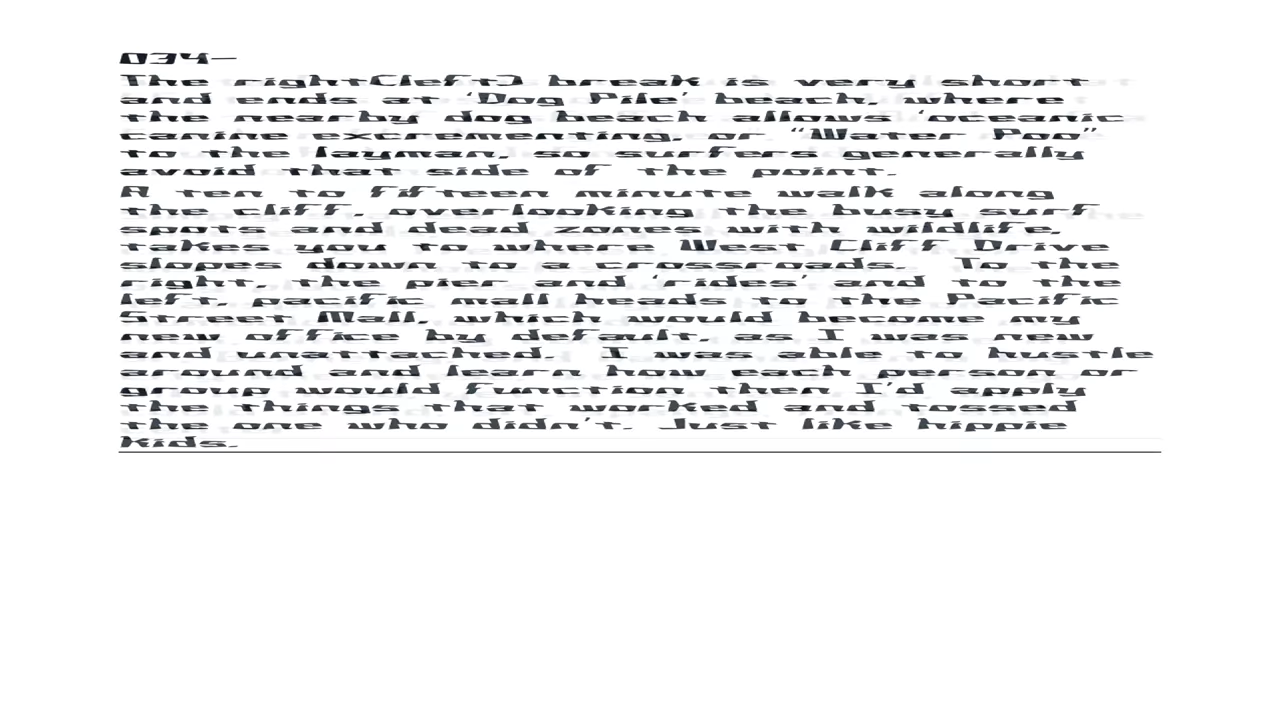 034—
The right(left) break is very short
and ends at ‘Dog Pile’ beach, where
the nearby dog beach allows ‘oceanic
canine excrementing, or “Water Poo”
to the layman, so surfers generally
avoid that side of the point.
A ten to fifteen minute walk along
the cliff, overlooking the busy surf
spots and dead zones with wildlife,
takes you to where West Cliff Drive
slopes down to a crossroads. To the
right, the pier and ‘rides’ and to the
left, pacific mall heads to the Pacific
Street Mall, which would become my
new office by default, as I was new
and unattached. I was able to hustle
around and learn how each person or
group would function then I’d apply
the things that worked and tossed
the one who didn’t. Just like hippie
kids.